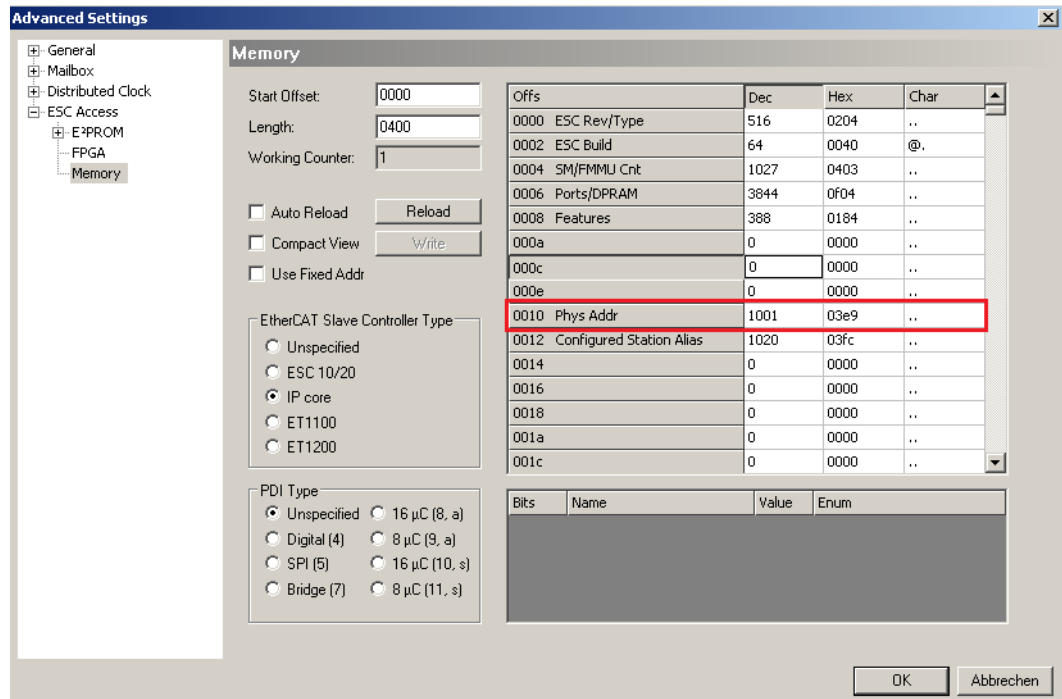 Advanced Settings
General
Mailbox
Distributed Clock
ESC Access
E²PROM
FPGA
Memory
Memory
Start Offset: 0000
Length: 0400
Working Counter: 1
Auto Reload Reload
Compact View Write
Use Fixed Addr
EtherCAT Slave Controller Type
Unspecified
ESC 10/20
IP core
ET1100
ET1200
PDI Type
Unspecified 16 µC (8, a)
Digital (4) 8 µC (9, a)
SPI (5) 16 µC (10, s)
Bridge (7) 8 µC (11, s)
Offs Dec Hex Char
0000 ESC Rev/Type 516 0204 ..
0002 ESC Build 64 0040 @.
0004 SM/FMMU Cnt 1027 0403 ..
0006 Ports/DPRAM 3844 0f04 ..
0008 Features 388 0184 ..
000a 0 0000 ..
000c 0 0000 ..
000e 0 0000 ..
0010 Phys Addr 1001 03e9 ..
0012 Configured Station Alias 1020 03fc ..
0014 0 0000 ..
0016 0 0000 ..
0018 0 0000 ..
001a 0 0000 ..
001c 0 0000 ..
Bits Name Value Enum
OK Abbrechen